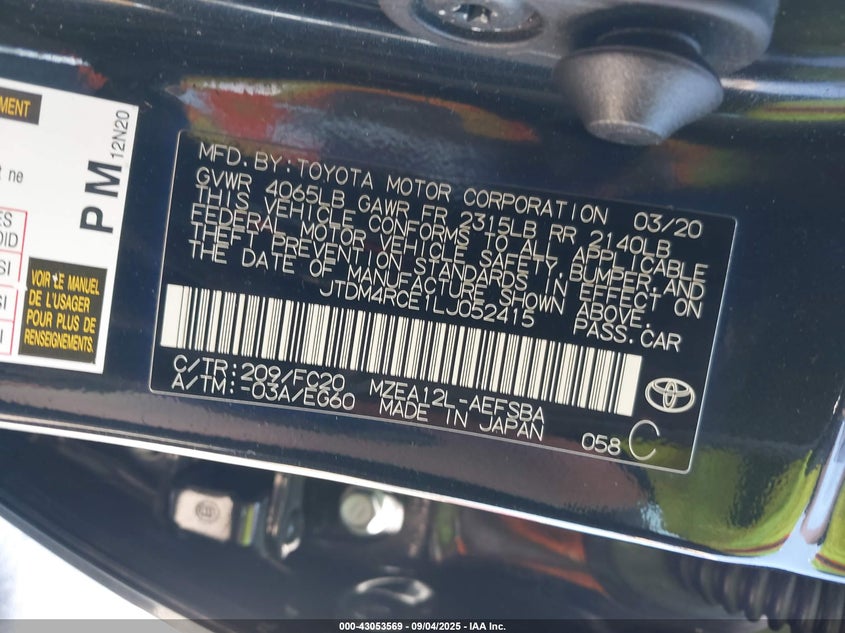 MENT
ne
ES
OID
SI
SI
PM 12N20
VOIR LE MANUEL
DE L'USAGER
POUR PLUS DE
RENSEIGNEMENTS.
MFD. BY: TOYOTA MOTOR CORPORATION 03/20
GVWR 4065LB GAWR FR 2315LB RR 2140LB
THIS VEHICLE CONFORMS TO ALL APPLICABLE
FEDERAL MOTOR VEHICLE SAFETY, BUMPER, AND
THEFT PREVENTION STANDARDS IN EFFECT ON
THE DATE OF MANUFACTURE SHOWN ABOVE.
JTDM4RCE1LJ052415 PASS. CAR
C/TR: 209/FC20 MZEA12L-AEFSBA
A/TM: -03A/EG60 MADE IN JAPAN 058 C
000-43053569 - 09/04/2025 - IAA Inc.